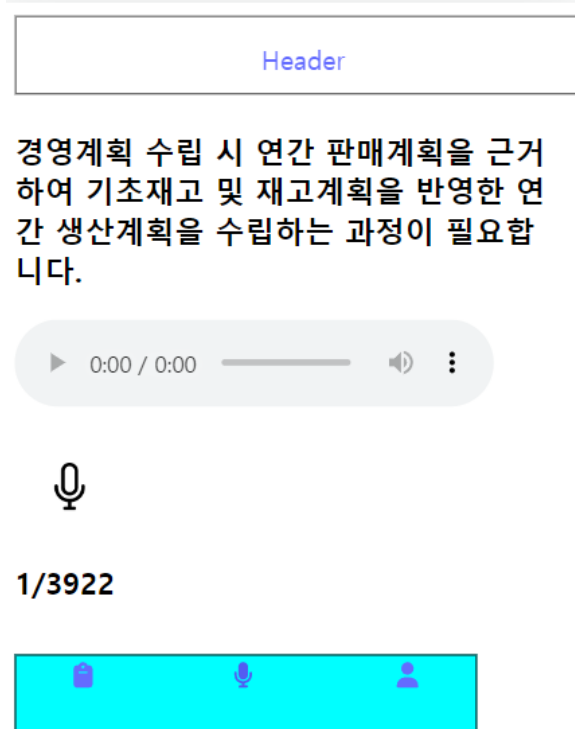 Header
경영계획 수립 시 연간 판매계획을 근거
하여 기초재고 및 재고계획을 반영한 연
간 생산계획을 수립하는 과정이 필요합
니다.
0:00 / 0:00
1/3922